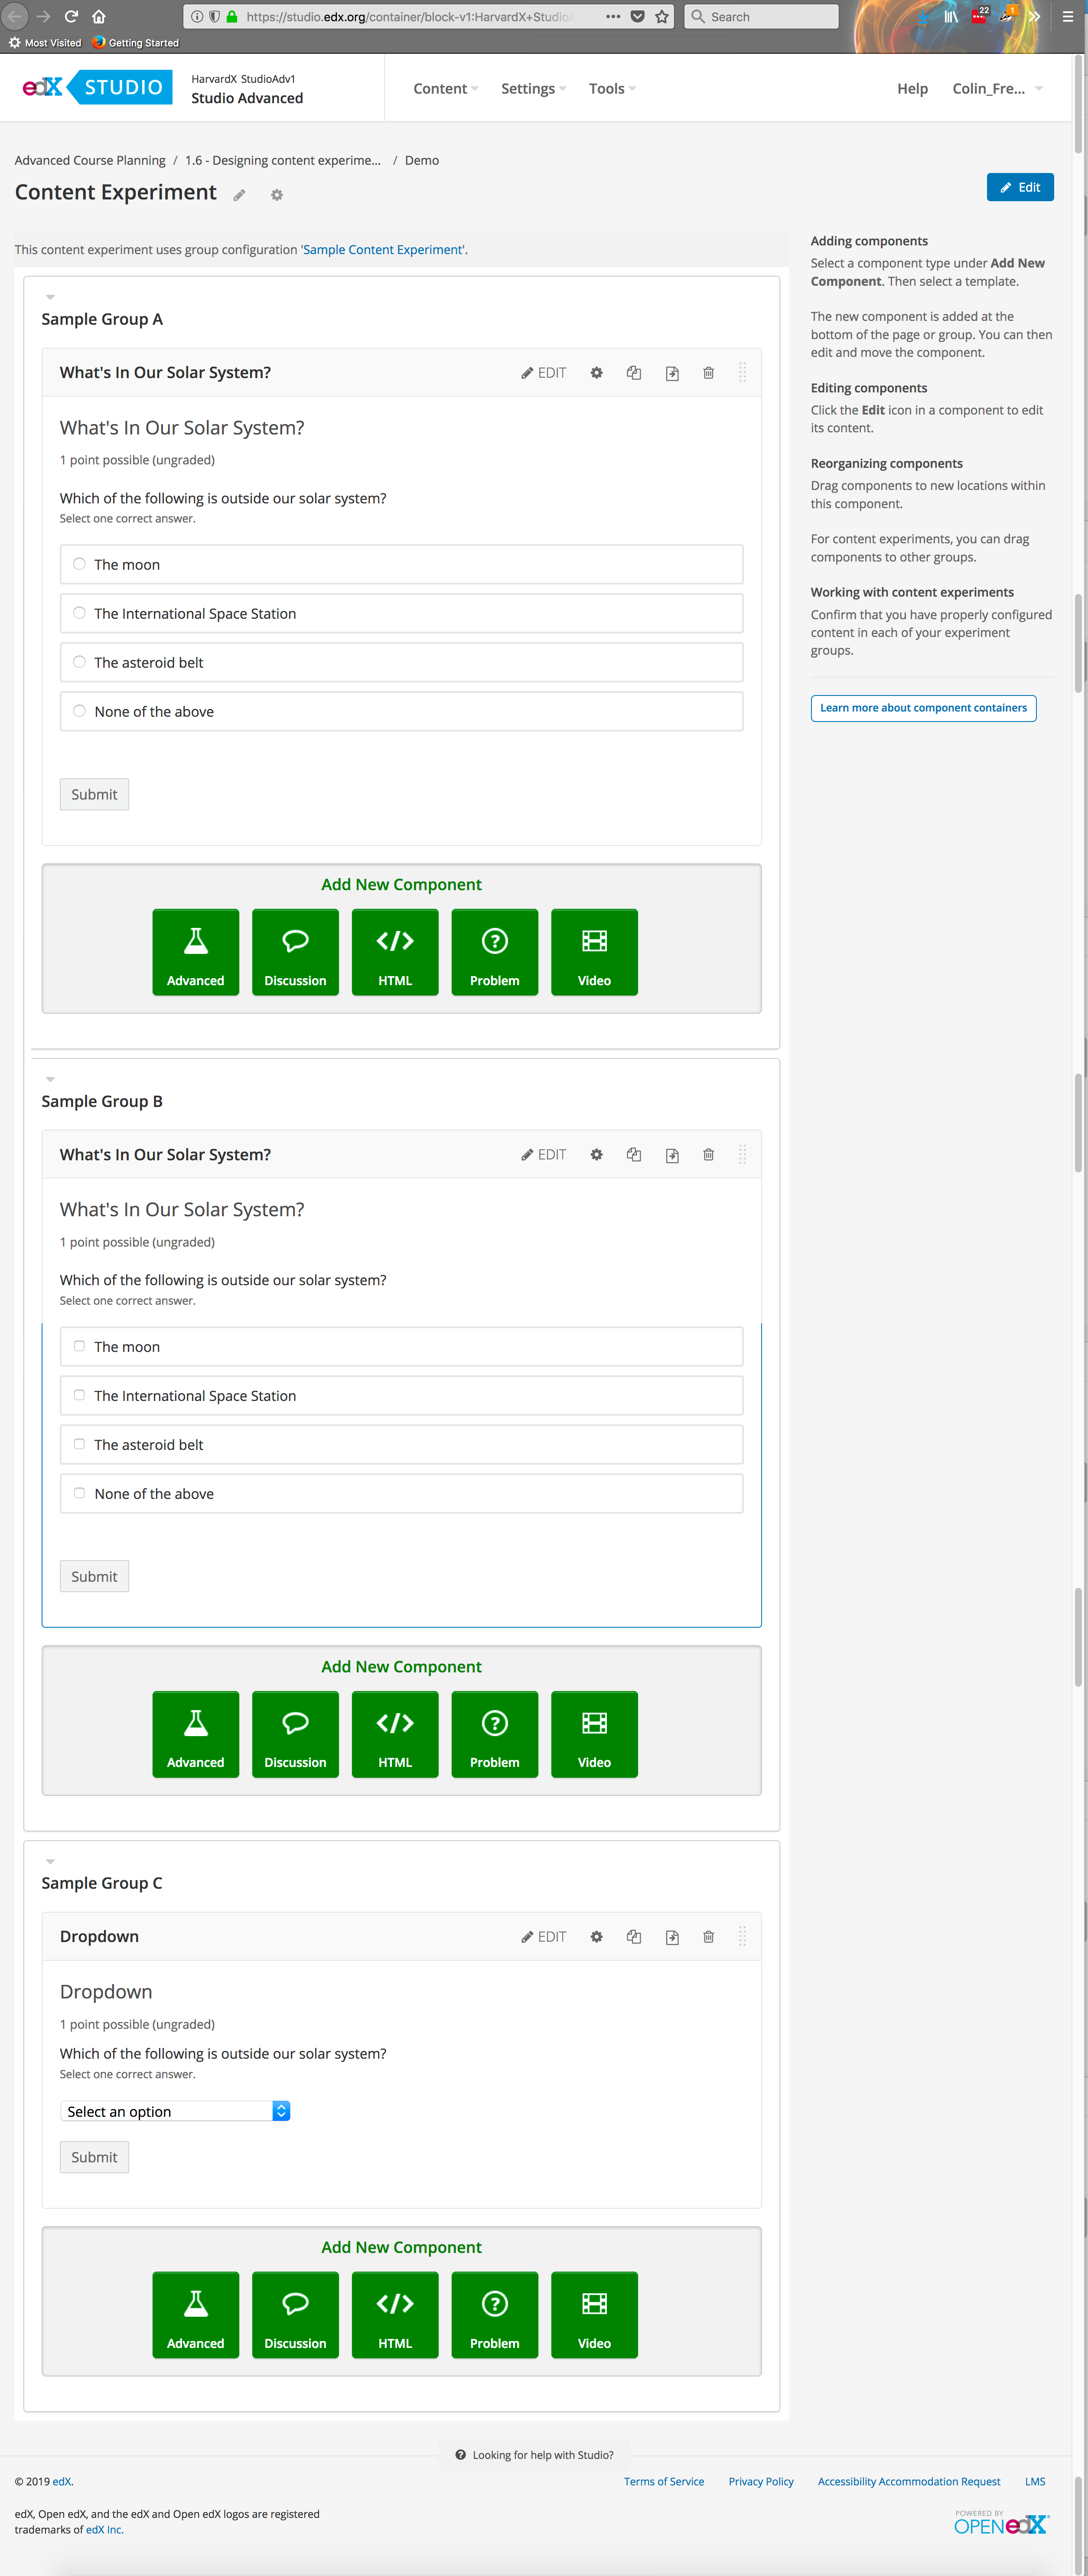 https://studio.edx.org/container/block-v1:HarvardX+Studio
Search
22
1
Most Visited
Getting Started
edX STUDIO
HarvardX StudioAdv1
Studio Advanced
Content
Settings
Tools
Help
Colin_Fre...
Advanced Course Planning / 1.6 - Designing content experime... / Demo
Content Experiment
Edit
This content experiment uses group configuration 'Sample Content Experiment'.
Sample Group A
What's In Our Solar System?
EDIT
What's In Our Solar System?
1 point possible (ungraded)
Which of the following is outside our solar system?
Select one correct answer.
The moon
The International Space Station
The asteroid belt
None of the above
Submit
Add New Component
Advanced
Discussion
</>
HTML
Problem
Video
Sample Group B
What's In Our Solar System?
EDIT
What's In Our Solar System?
1 point possible (ungraded)
Which of the following is outside our solar system?
Select one correct answer.
The moon
The International Space Station
The asteroid belt
None of the above
Submit
Add New Component
Advanced
Discussion
</>
HTML
Problem
Video
Sample Group C
Dropdown
EDIT
Dropdown
1 point possible (ungraded)
Which of the following is outside our solar system?
Select one correct answer.
Select an option
Submit
Add New Component
Advanced
Discussion
</>
HTML
Problem
Video
Adding components
Select a component type under Add New
Component. Then select a template.
The new component is added at the
bottom of the page or group. You can then
edit and move the component.
Editing components
Click the Edit icon in a component to edit
its content.
Reorganizing components
Drag components to new locations within
this component.
For content experiments, you can drag
components to other groups.
Working with content experiments
Confirm that you have properly configured
content in each of your experiment
groups.
Learn more about component containers
Looking for help with Studio?
© 2019 edX.
Terms of Service
Privacy Policy
Accessibility Accommodation Request
LMS
edX, Open edX, and the edX and Open edX logos are registered
trademarks of edX Inc.
POWERED BY
OPEN edX